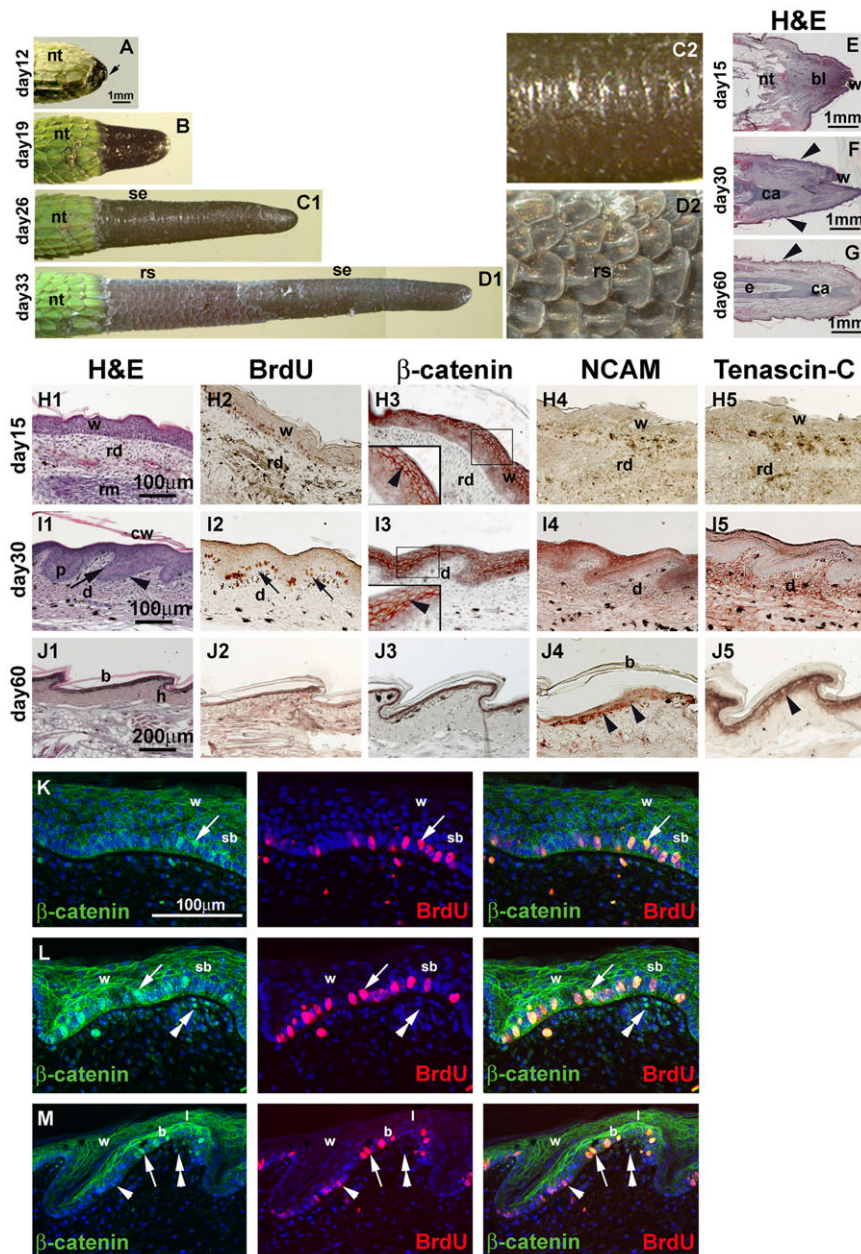 H&E
day12
nt
A
1mm
C2
day15
nt
bl
E
w
1mm
day19
nt
B
day30
F
w
ca
1mm
day26
nt
se
C1
D2
rs
day33
nt
rs
se
D1
day60
G
e
ca
1mm
H&E BrdU β-catenin NCAM Tenascin-C
day15
H1
w
rd
rm
100μm
H2
w
rd
H3
rd
w
H4
w
rd
H5
w
rd
day30
I1
cw
p
d
100μm
I2
d
I3
d
I4
d
I5
d
day60
J1
b
h
200μm
J2
J3
J4
b
J5
K
w
sb
β-catenin
100μm
w
sb
BrdU
w
sb
β-catenin BrdU
L
w
sb
β-catenin
w
sb
BrdU
w
sb
β-catenin BrdU
M
w
b
l
β-catenin
w
b
l
BrdU
w
b
l
β-catenin BrdU